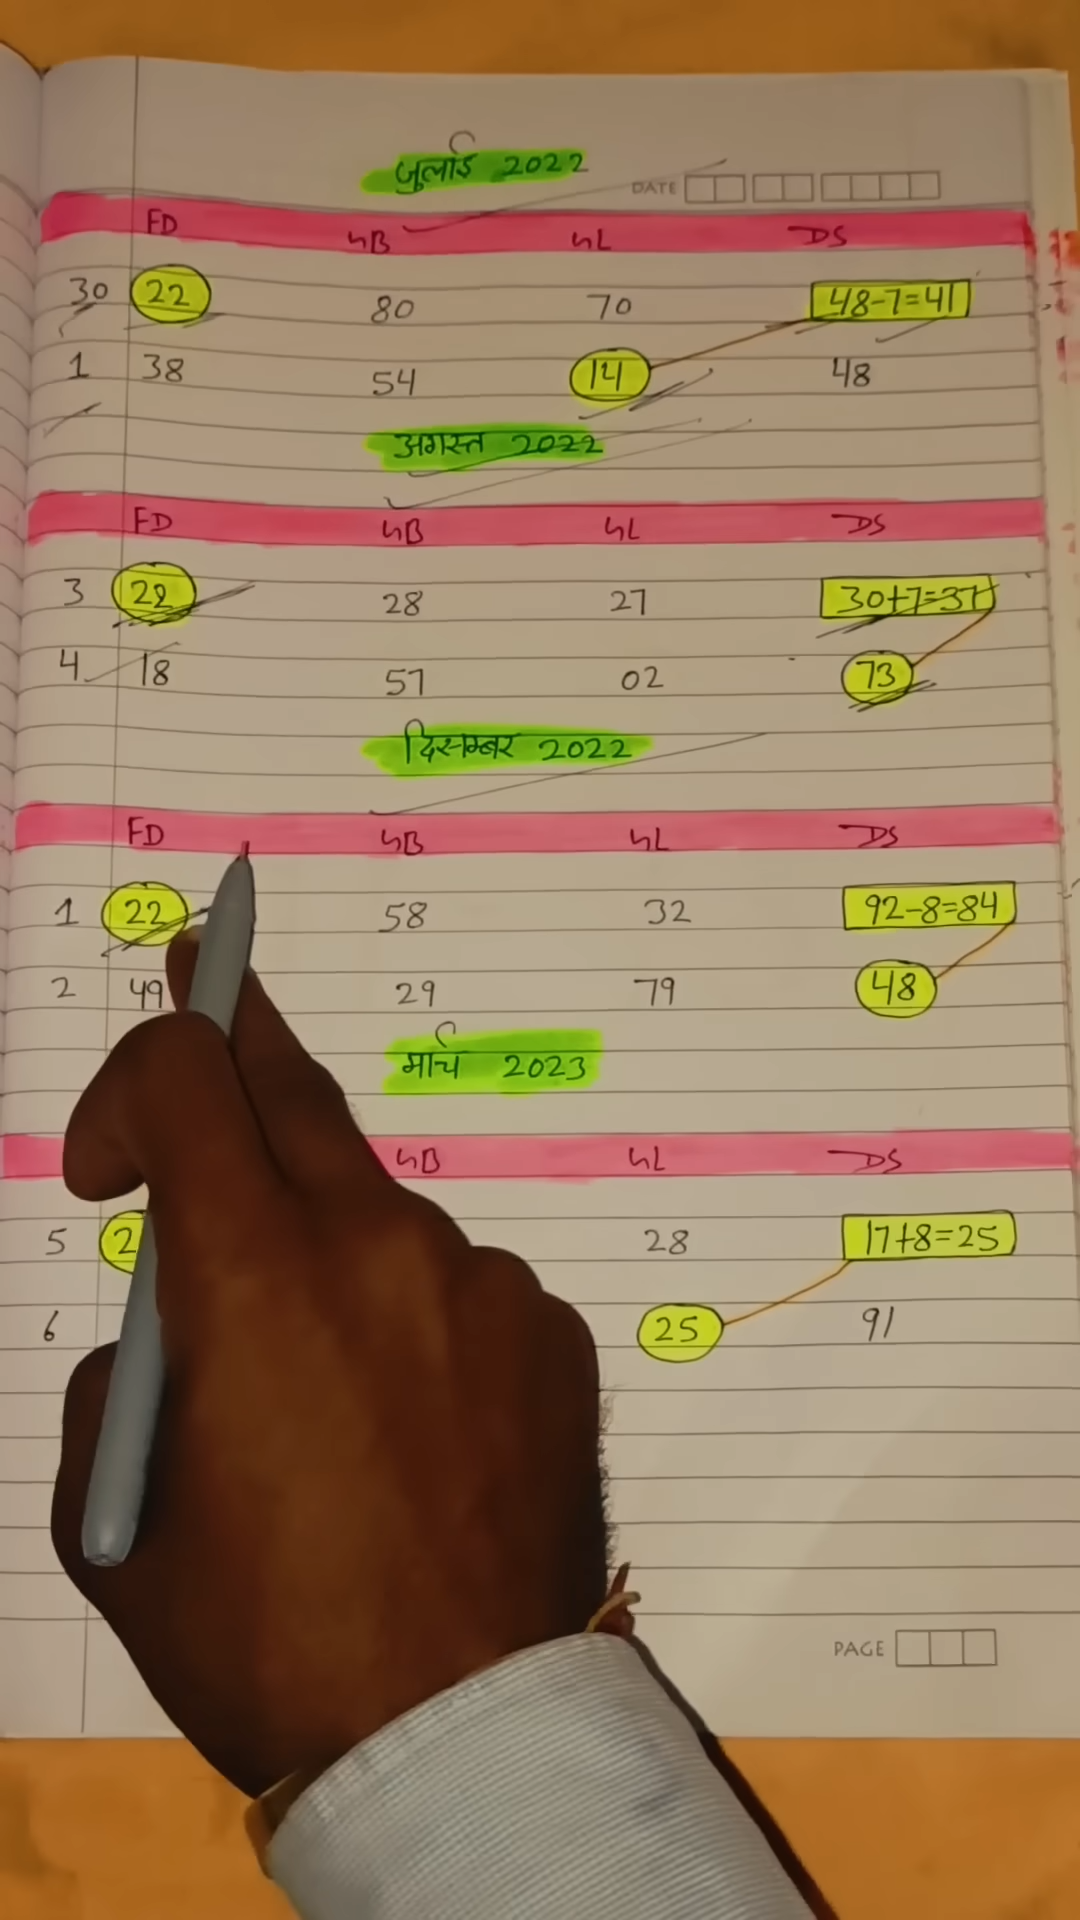 जुलाई 2022
DATE
FD GB GL DS
30 22 80 70 48-7=41
1 38 54 14 48
अगस्त 2022
FD GB GL DS
3 22 28 27 30+7=37
4 18 57 02 73
दिसम्बर 2022
FD GB GL DS
1 22 58 32 92-8=84
2 49 29 79 48
मार्च 2023
GB GL DS
5 28 17+8=25
6 25 91
PAGE